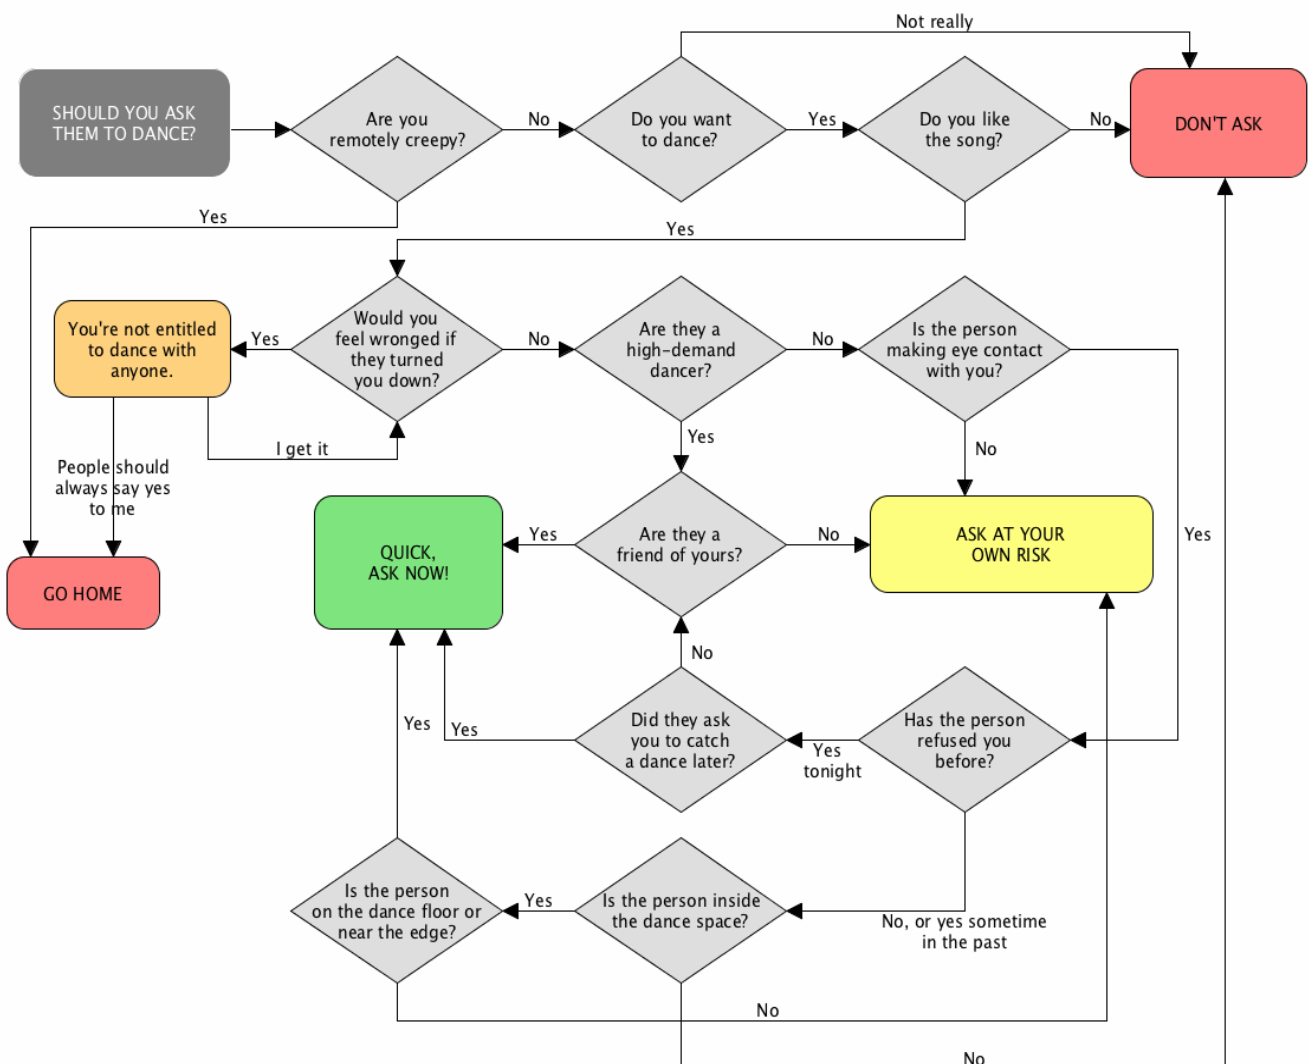 Not really
SHOULD YOU ASK
THEM TO DANCE?
Are you
remotely creepy?
No
Do you want
to dance?
Yes
Do you like
the song?
No
DON'T ASK
Yes
Yes
You're not entitled
to dance with
anyone.
Yes
Would you
feel wronged if
they turned
you down?
No
Are they a
high-demand
dancer?
No
Is the person
making eye contact
with you?
I get it
Yes
No
People should
always say yes
to me
GO HOME
QUICK,
ASK NOW!
Yes
Are they a
friend of yours?
No
ASK AT YOUR
OWN RISK
Yes
No
Yes
Yes
Did they ask
you to catch
a dance later?
Yes
tonight
Has the person
refused you
before?
Is the person
on the dance floor or
near the edge?
Yes
Is the person inside
the dance space?
No, or yes sometime
in the past
No
No